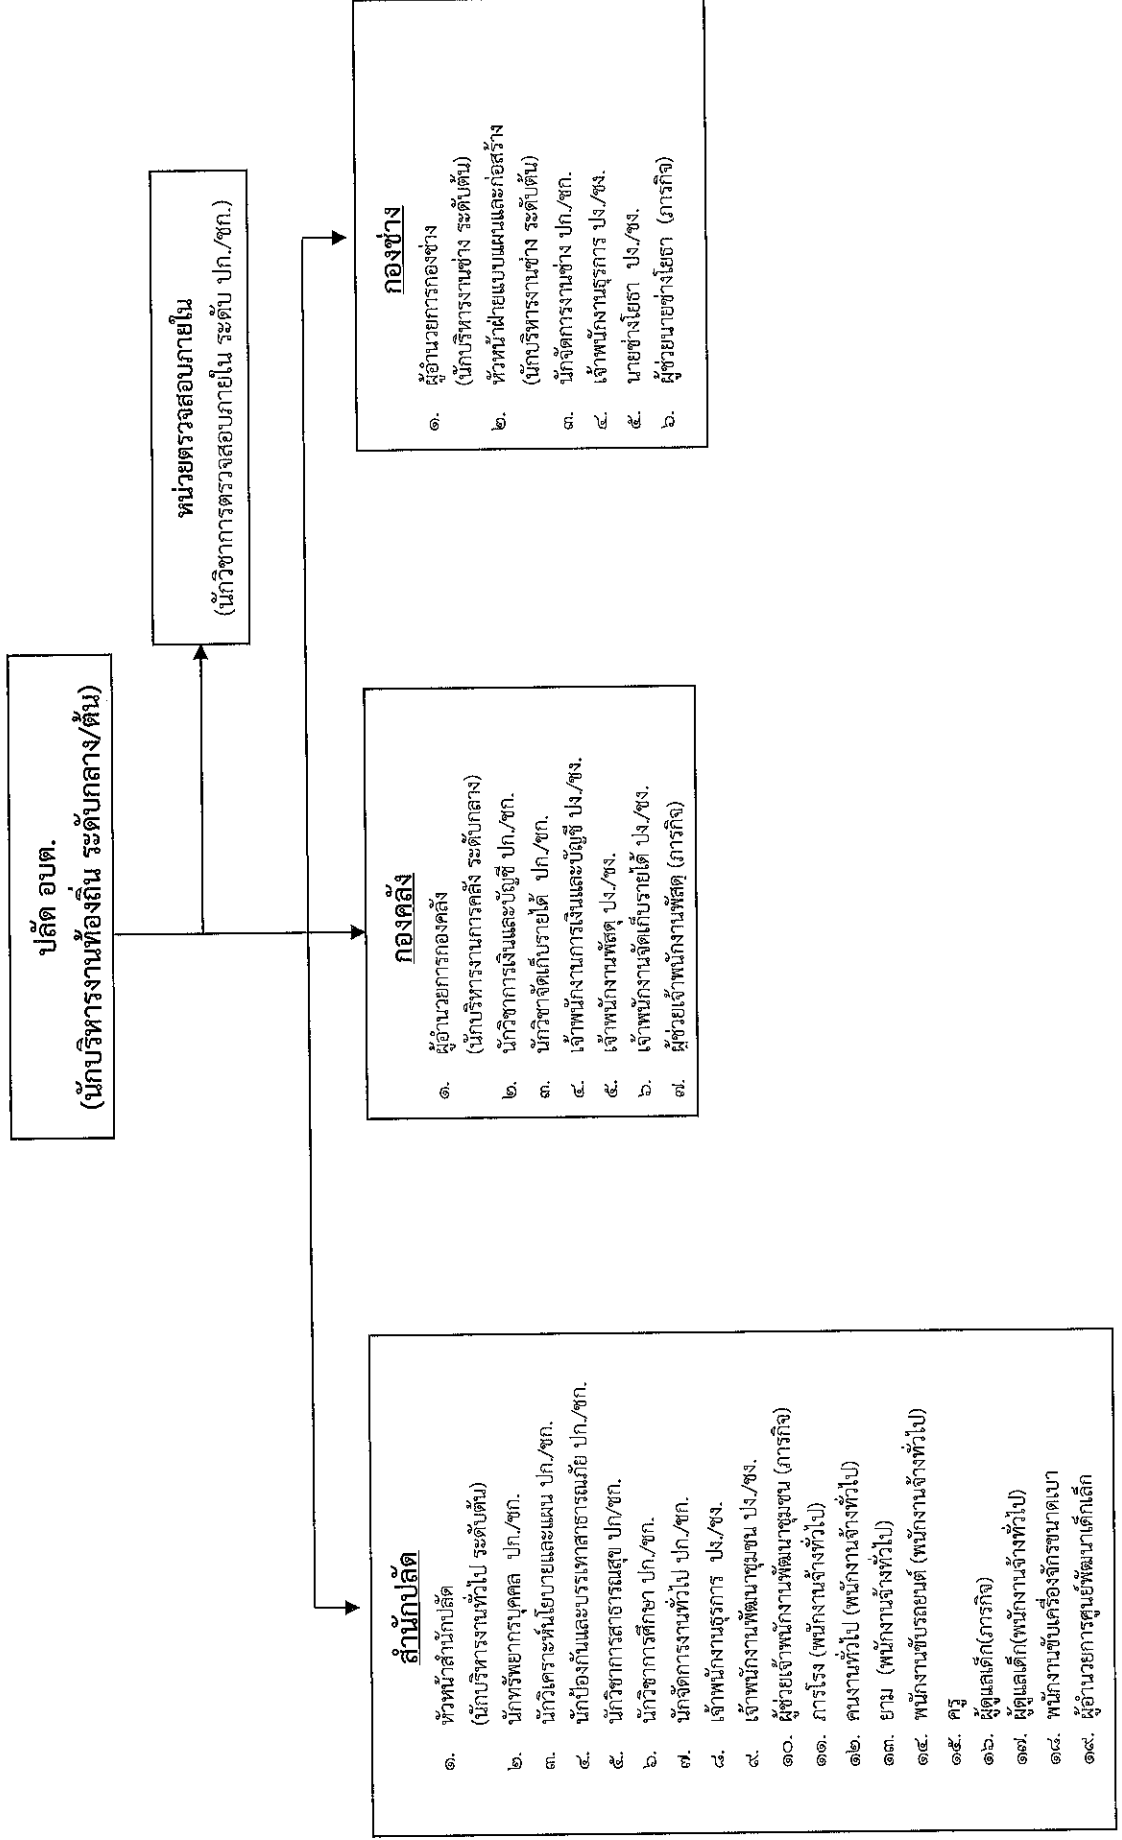 ปลัด อบต.
(นักบริหารงานท้องถิ่น ระดับกลาง/ต้น)
หน่วยตรวจสอบภายใน
(นักวิชาการตรวจสอบภายใน ระดับ ปก./ชก.)
สำนักปลัด
๑. หัวหน้าสำนักปลัด
(นักบริหารงานทั่วไป ระดับต้น)
๒. นักทรัพยากรบุคคล ปก./ชก.
๓. นักวิเคราะห์นโยบายและแผน ปก./ชก.
๔. นักป้องกันและบรรเทาสาธารณภัย ปก./ชก.
๕. นักวิชาการสาธารณสุข ปก/ชก.
๖. นักวิชาการศึกษา ปก./ชก.
๗. นักจัดการงานทั่วไป ปก./ชก.
๘. เจ้าพนักงานธุรการ ปง./ชง.
๙. เจ้าพนักงานพัฒนาชุมชน ปง./ชง.
๑๐. ผู้ช่วยเจ้าพนักงานพัฒนาชุมชน (ภารกิจ)
๑๑. ภารโรง (พนักงานจ้างทั่วไป)
๑๒. คนงานทั่วไป (พนักงานจ้างทั่วไป)
๑๓. ยาม (พนักงานจ้างทั่วไป)
๑๔. พนักงานขับรถยนต์ (พนักงานจ้างทั่วไป)
๑๕. ครู
๑๖. ผู้ดูแลเด็ก(ภารกิจ)
๑๗. ผู้ดูแลเด็ก(พนักงานจ้างทั่วไป)
๑๘. พนักงานขับเครื่องจักรขนาดเบา
๑๙. ผู้อำนวยการศูนย์พัฒนาเด็กเล็ก
กองคลัง
๑. ผู้อำนวยการกองคลัง
(นักบริหารงานการคลัง ระดับกลาง)
๒. นักวิชาการเงินและบัญชี ปก./ชก.
๓. นักวิชาจัดเก็บรายได้ ปก./ชก.
๔. เจ้าพนักงานการเงินและบัญชี ปง./ชง.
๕. เจ้าพนักงานพัสดุ ปง./ชง.
๖. เจ้าพนักงานจัดเก็บรายได้ ปง./ชง.
๗. ผู้ช่วยเจ้าพนักงานพัสดุ (ภารกิจ)
กองช่าง
๑. ผู้อำนวยการกองช่าง
(นักบริหารงานช่าง ระดับต้น)
๒. หัวหน้าฝ่ายแบบแผนและก่อสร้าง
(นักบริหารงานช่าง ระดับต้น)
๓. นักจัดการงานช่าง ปก./ชก.
๔. เจ้าพนักงานธุรการ ปง./ชง.
๕. นายช่างโยธา ปง./ชง.
๖. ผู้ช่วยนายช่างโยธา (ภารกิจ)